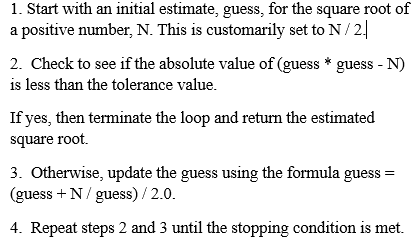 1. Start with an initial estimate, guess, for the square root of
a positive number, N. This is customarily set to N / 2.
2.  Check to see if the absolute value of (guess * guess - N)
is less than the tolerance value.
If yes, then terminate the loop and return the estimated
square root.
3.  Otherwise, update the guess using the formula guess =
(guess + N / guess) / 2.0.
4.  Repeat steps 2 and 3 until the stopping condition is met.